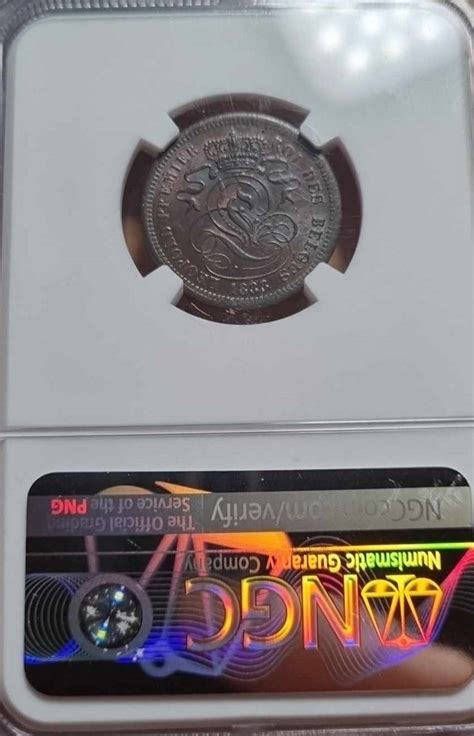 LEOPOLD PREMIER ROI DES BELGES
NGC
Numismatic Guaranty Company
NGCcoin.com/verify
The Official Grading
Service of the PNG